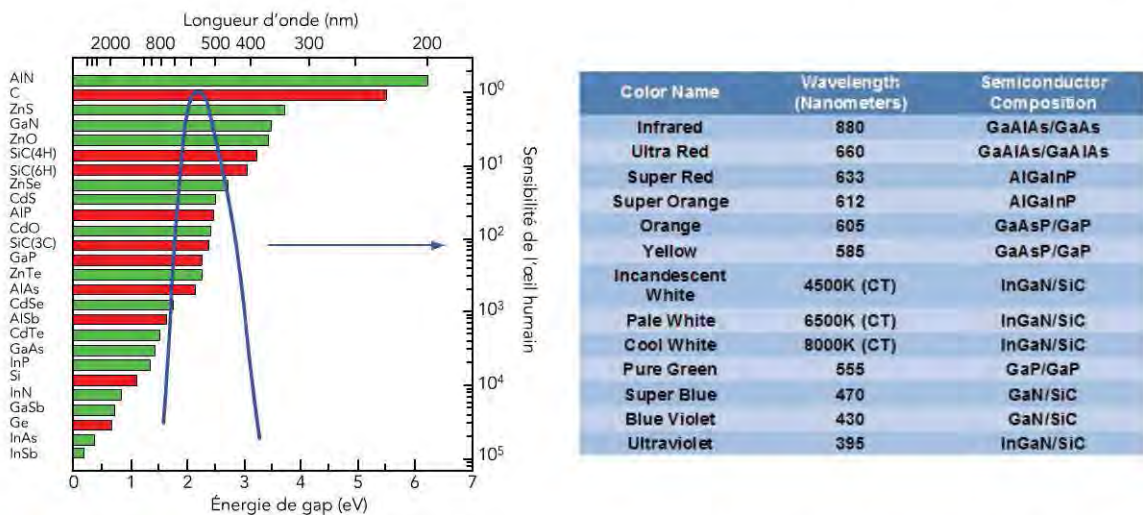 Longueur d'onde (nm)
2000 800 500 400 300 200
AlN
C
ZnS
GaN
ZnO
SiC(4H)
SiC(6H)
ZnSe
CdS
AlP
CdO
SiC(3C)
GaP
ZnTe
AlAs
CdSe
AlSb
CdTe
GaAs
InP
Si
InN
GaSb
Ge
InAs
InSb
10⁰
10¹
10²
10³
10⁴
10⁵
Sensibilité de l'œil humain
0 1 2 3 4 5 6 7
Énergie de gap (eV)
Color Name Wavelength (Nanometers) Semiconductor Composition
Infrared 880 GaAlAs/GaAs
Ultra Red 660 GaAlAs/GaAlAs
Super Red 633 AlGaInP
Super Orange 612 AlGaInP
Orange 605 GaAsP/GaP
Yellow 585 GaAsP/GaP
Incandescent White 4500K (CT) InGaN/SiC
Pale White 6500K (CT) InGaN/SiC
Cool White 8000K (CT) InGaN/SiC
Pure Green 555 GaP/GaP
Super Blue 470 GaN/SiC
Blue Violet 430 GaN/SiC
Ultraviolet 395 InGaN/SiC